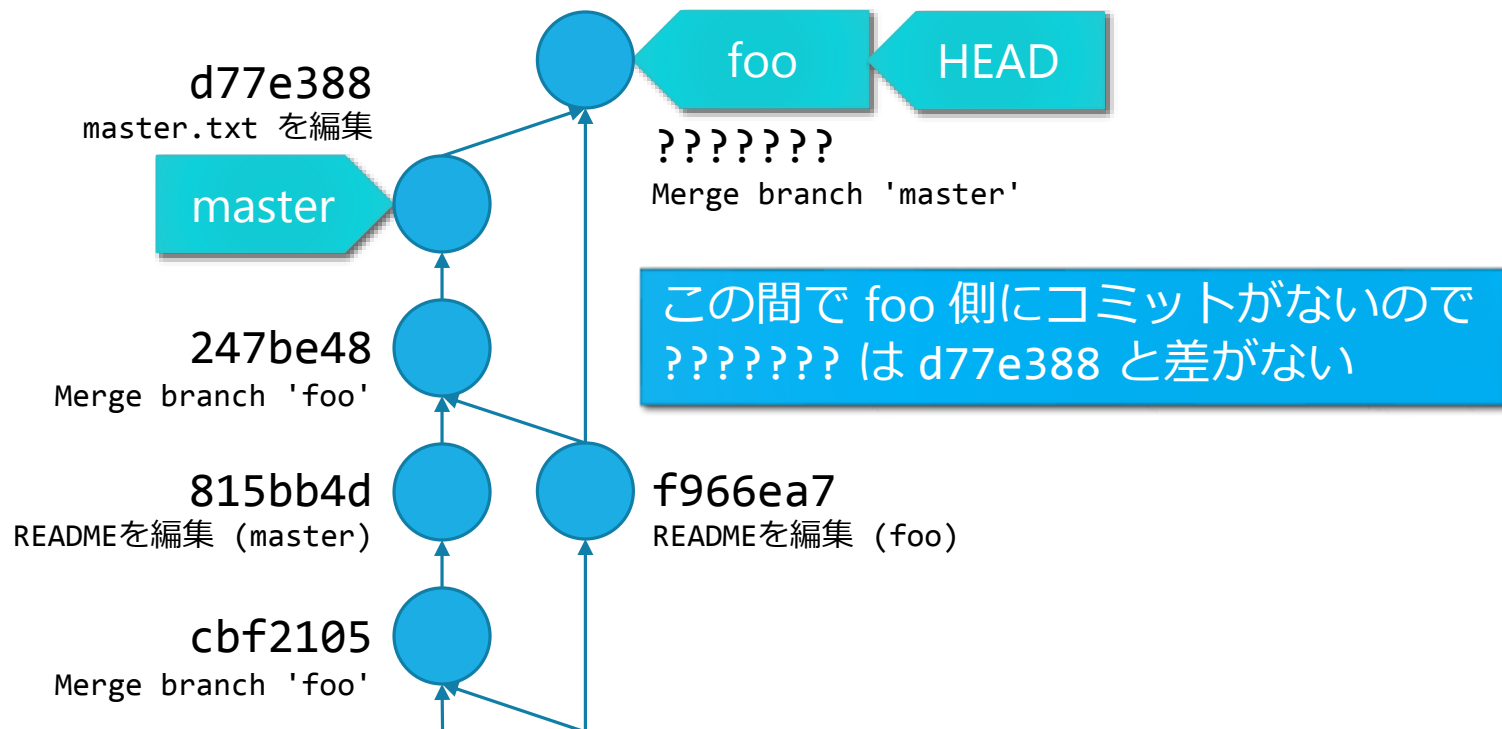 foo
HEAD
d77e388
master.txt を編集
???????
Merge branch 'master'
master
この間で foo 側にコミットがないので
??????? は d77e388 と差がない
247be48
Merge branch 'foo'
815bb4d
READMEを編集 (master)
f966ea7
READMEを編集 (foo)
cbf2105
Merge branch 'foo'